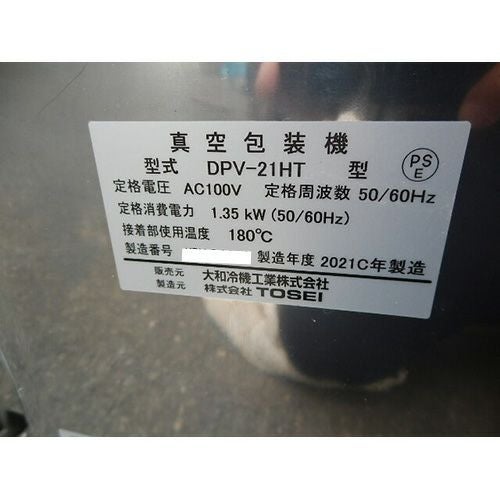 真空包装機
型式 DPV-21HT 型
PS
E
定格電圧 AC100V 定格周波数 50/60Hz
定格消費電力 1.35 kW (50/60Hz)
接着部使用温度 180℃
製造番号 製造年度 2021C年製造
販売元 大和冷機工業株式会社
製造元 株式会社 TOSEI